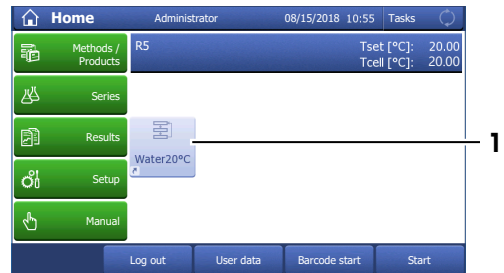 Home Administrator 08/15/2018 10:55 Tasks
Methods /
Products
R5
Tset [°C]: 20.00
Tcell [°C]: 20.00
Series
Results
Water20°C
1
Setup
Manual
Log out User data Barcode start Start